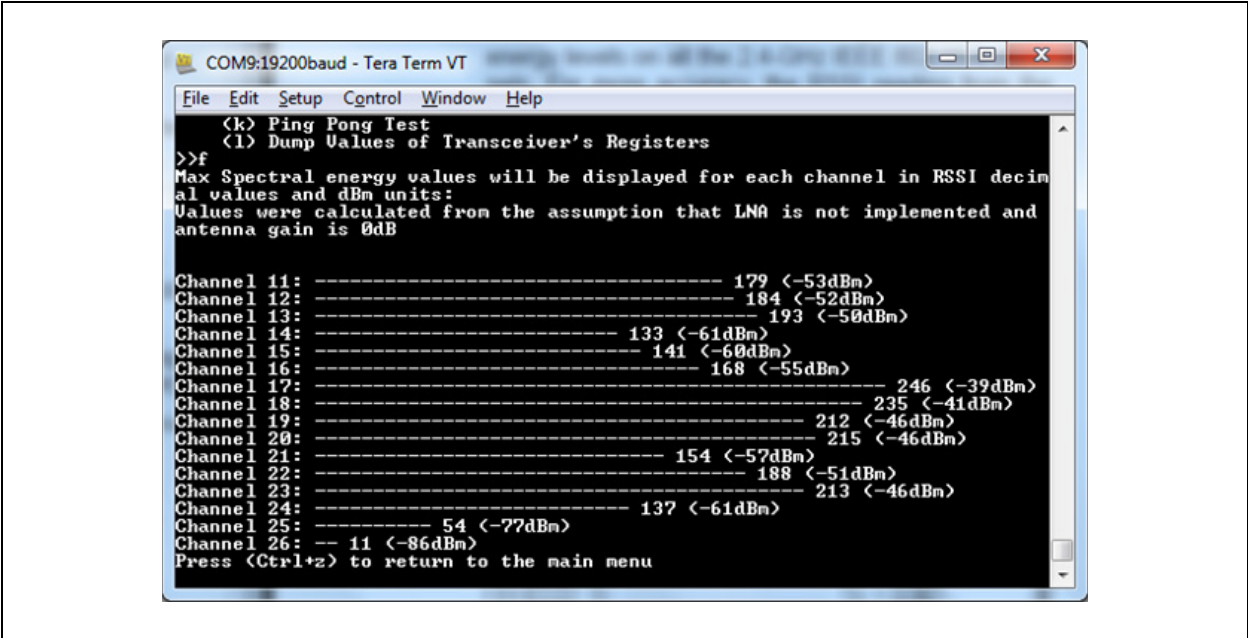 COM9:19200baud - Tera Term VT
File Edit Setup Control Window Help
(k) Ping Pong Test
(l) Dump Values of Transceiver's Registers
>>f
Max Spectral energy values will be displayed for each channel in RSSI decim
al values and dBm units:
Values were calculated from the assumption that LNA is not implemented and
antenna gain is 0dB
Channel 11: ----------------------------------- 179 (-53dBm)
Channel 12: ------------------------------------ 184 (-52dBm)
Channel 13: -------------------------------------- 193 (-50dBm)
Channel 14: -------------------------- 133 (-61dBm)
Channel 15: ---------------------------- 141 (-60dBm)
Channel 16: --------------------------------- 168 (-55dBm)
Channel 17: ------------------------------------------------- 246 (-39dBm)
Channel 18: ----------------------------------------------- 235 (-41dBm)
Channel 19: ------------------------------------------ 212 (-46dBm)
Channel 20: ------------------------------------------- 215 (-46dBm)
Channel 21: ------------------------------ 154 (-57dBm)
Channel 22: ------------------------------------- 188 (-51dBm)
Channel 23: ------------------------------------------ 213 (-46dBm)
Channel 24: --------------------------- 137 (-61dBm)
Channel 25: ---------- 54 (-77dBm)
Channel 26: -- 11 (-86dBm)
Press (Ctrl+z) to return to the main menu